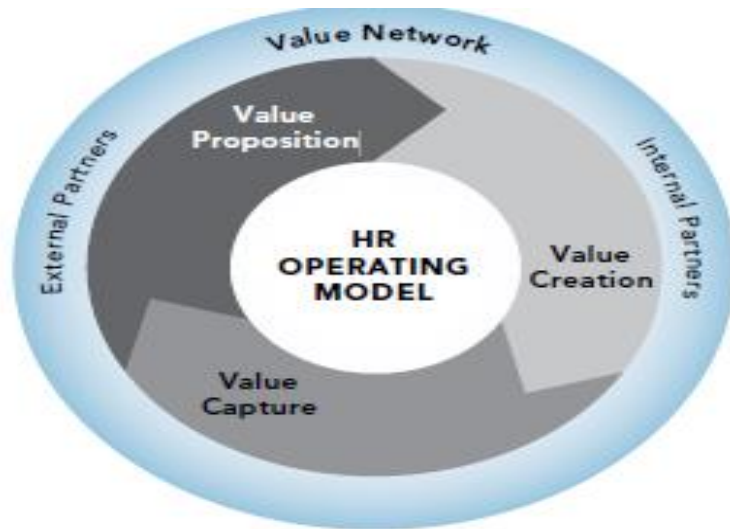 Value Network
External Partners
Internal Partners
Value
Proposition
HR
OPERATING
MODEL
Value
Creation
Value
Capture